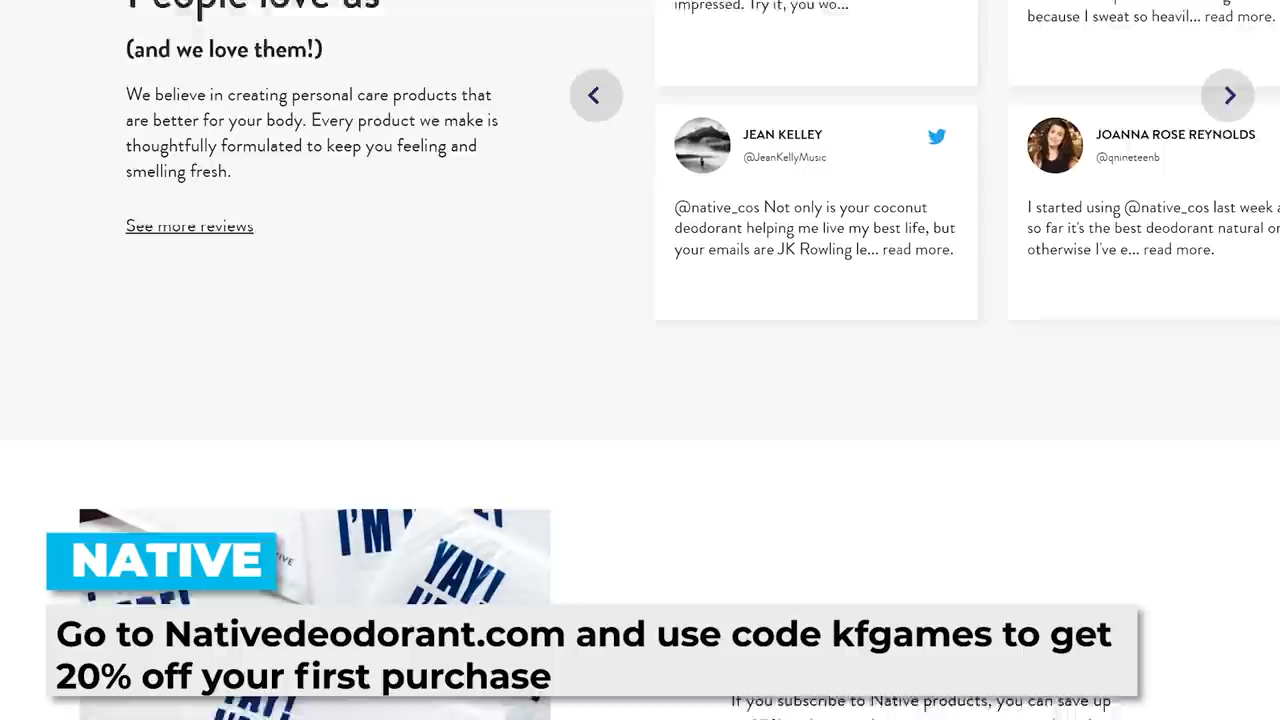 People love us
(and we love them!)
We believe in creating personal care products that
are better for your body. Every product we make is
thoughtfully formulated to keep you feeling and
smelling fresh.
See more reviews
impressed. Try it, you wo...
because I sweat so heavil... read more.
JEAN KELLEY
@JeanKellyMusic
@native_cos Not only is your coconut
deodorant helping me live my best life, but
your emails are JK Rowling le... read more.
JOANNA ROSE REYNOLDS
@qnineteenb
I started using @native_cos last week a
so far it's the best deodorant natural or
otherwise I've e... read more.
I'M
YAY!
NATIVE
Go to Nativedeodorant.com and use code kfgames to get
20% off your first purchase
YAY!
If you subscribe to Native products, you can save up